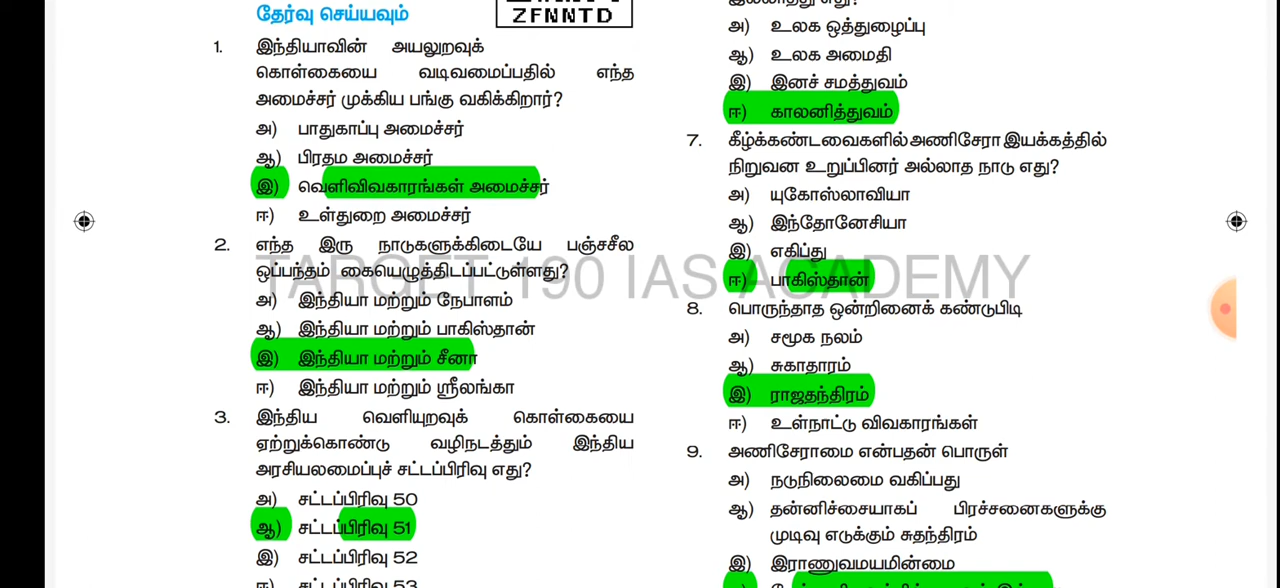 தேர்வு செய்யவும்
ZFNNTD
1. இந்தியாவின் அயலுறவுக்
கொள்கையை வடிவமைப்பதில் எந்த
அமைச்சர் முக்கிய பங்கு வகிக்கிறார்?
அ) பாதுகாப்பு அமைச்சர்
ஆ) பிரதம அமைச்சர்
இ) வெளிவிவகாரங்கள் அமைச்சர்
ஈ) உள்துறை அமைச்சர்
2. எந்த இரு நாடுகளுக்கிடையே பஞ்சசீல
ஒப்பந்தம் கையெழுத்திடப்பட்டுள்ளது?
அ) இந்தியா மற்றும் நேபாளம்
ஆ) இந்தியா மற்றும் பாகிஸ்தான்
இ) இந்தியா மற்றும் சீனா
ஈ) இந்தியா மற்றும் ஸ்ரீலங்கா
3. இந்திய வெளியுறவுக் கொள்கையை
ஏற்றுக்கொண்டு வழிநடத்தும் இந்திய
அரசியலமைப்புச் சட்டப்பிரிவு எது?
அ) சட்டப்பிரிவு 50
ஆ) சட்டப்பிரிவு 51
இ) சட்டப்பிரிவு 52
ஈ) சட்டப்பிரிவு 53
இல்லாதது எது?
அ) உலக ஒத்துழைப்பு
ஆ) உலக அமைதி
இ) இனச் சமத்துவம்
ஈ) காலனித்துவம்
7. கீழ்க்கண்டவைகளில் அணிசேரா இயக்கத்தில்
நிறுவன உறுப்பினர் அல்லாத நாடு எது?
அ) யுகோஸ்லாவியா
ஆ) இந்தோனேசியா
இ) எகிப்து
ஈ) பாகிஸ்தான்
8. பொருந்தாத ஒன்றினைக் கண்டுபிடி
அ) சமூக நலம்
ஆ) சுகாதாரம்
இ) ராஜதந்திரம்
ஈ) உள்நாட்டு விவகாரங்கள்
9. அணிசேராமை என்பதன் பொருள்
அ) நடுநிலைமை வகிப்பது
ஆ) தன்னிச்சையாகப் பிரச்சனைகளுக்கு
முடிவு எடுக்கும் சுதந்திரம்
இ) இராணுவமயமின்மை
TARGET 190 IAS ACADEMY